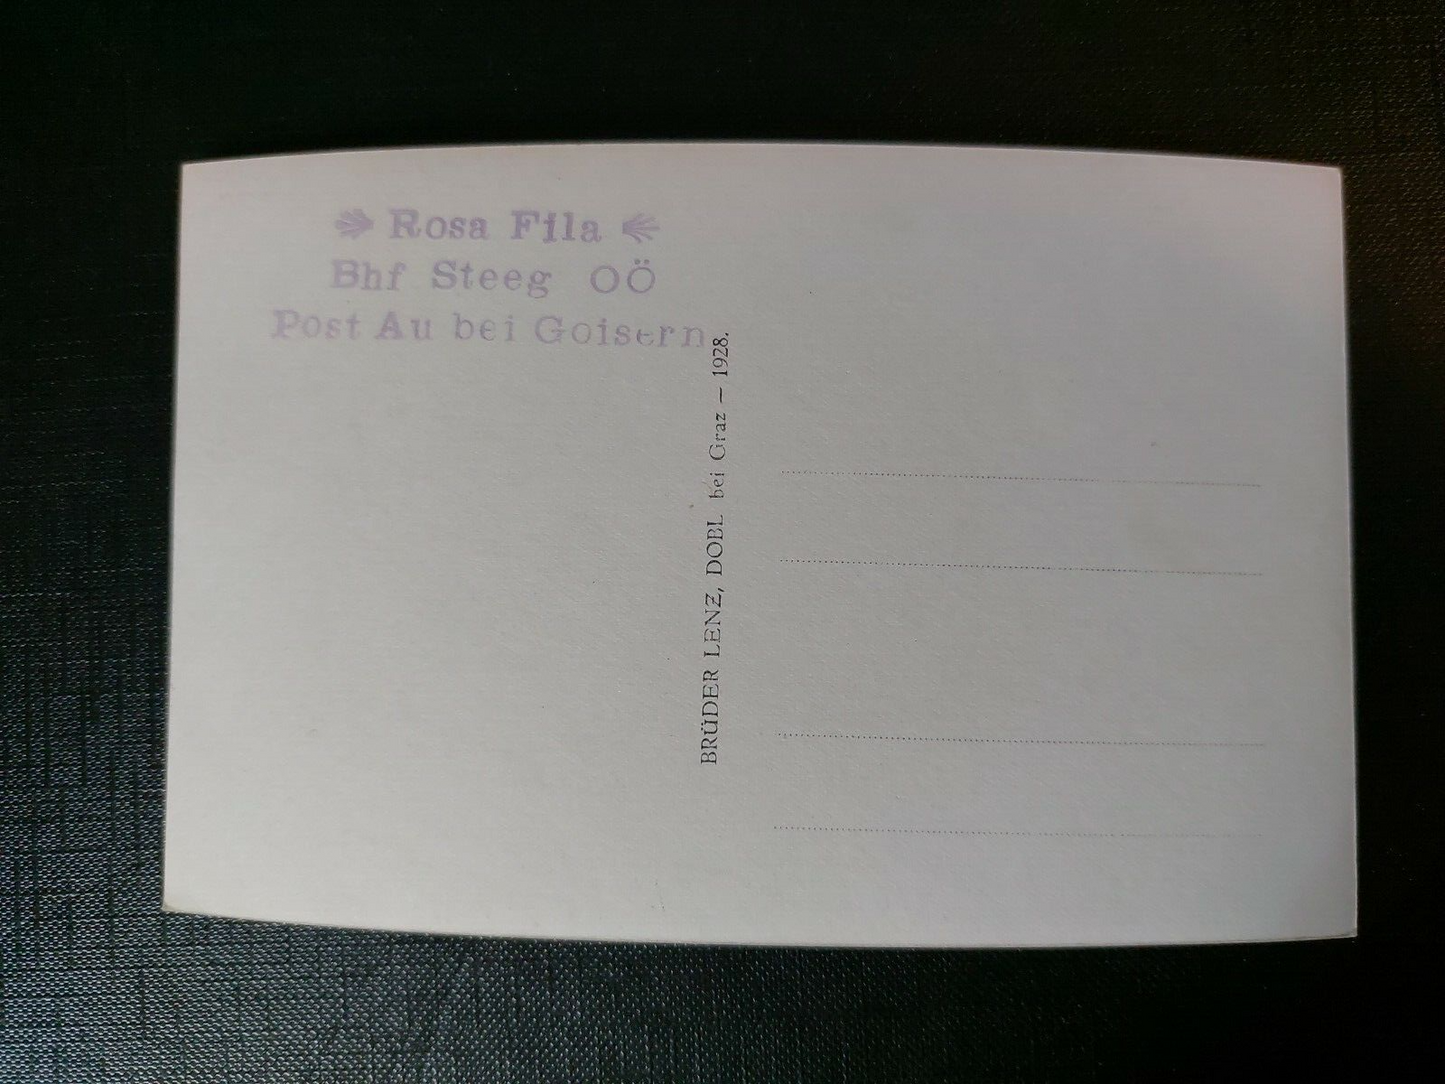 Rosa Fila
Bhf Steeg OÖ
Post Au bei Goisern
BRÜDER LENZ, DOBL bei Graz — 1928.